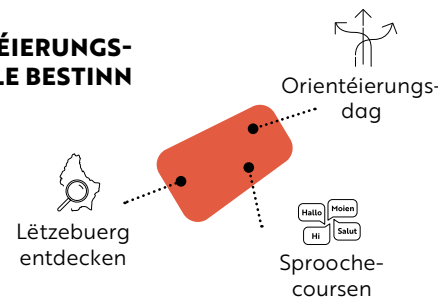 ÉIERUNGS-
LE BESTINN
Orientéierungs-
dag
Lëtzebuerg
entdecken
Hallo
Moien
Hi
Salut
Sprooche-
coursen